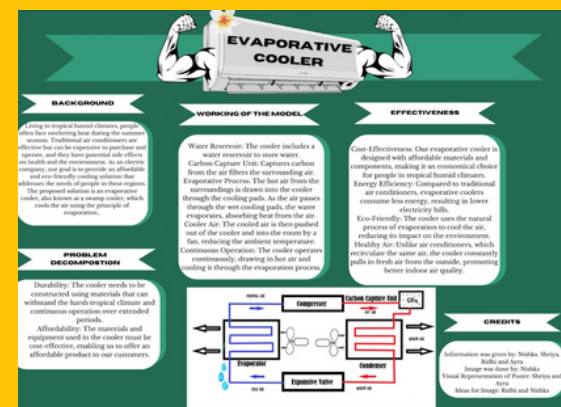 EVAPORATIVE
COOLER
BACKGROUND
Living in tropical humid climates, people
often face sweltering heat during the summer
seasons. Traditional air conditioners are
effective but can be expensive to purchase and
operate, and they have potential side effects
on health and the environment. As an electric
company, our goal is to provide an affordable
and eco-friendly cooling solution that
addresses the needs of people in these regions.
The proposed solution is an evaporative
cooler, also known as a swamp cooler, which
cools the air using the principle of
evaporation..
PROBLEM
DECOMPOSTION
Durability: The cooler needs to be
constructed using materials that can
withstand the harsh tropical climate and
continuous operation over extended
periods.
Affordability: The materials and
equipment used in the cooler must be
cost-effective, enabling us to offer an
affordable product to our customers.
WORKING OF THE MODEL
Water Reservoir: The cooler includes a
water reservoir to store water.
Carbon Capture Unit: Captures carbon
from the air filters the surrounding air.
Evaporative Process: The hot air from the
surroundings is drawn into the cooler
through the cooling pads. As the air passes
through the wet cooling pads, the water
evaporates, absorbing heat from the air.
Cooler Air: The cooled air is then pushed
out of the cooler and into the room by a
fan, reducing the ambient temperature.
Continuous Operation: The cooler operates
continuously, drawing in hot air and
cooling it through the evaporation process.
EFFECTIVENESS
Cost-Effectiveness: Our evaporative cooler is
designed with affordable materials and
components, making it an economical choice
for people in tropical humid climates.
Energy Efficiency: Compared to traditional
air conditioners, evaporative coolers
consume less energy, resulting in lower
electricity bills.
Eco-Friendly: The cooler uses the natural
process of evaporation to cool the air,
reducing its impact on the environment.
Healthy Air: Unlike air conditioners, which
recirculate the same air, the cooler constantly
pulls in fresh air from the outside, promoting
better indoor air quality.
Compresser
Carbon Capture Unit
CO₂
Evaporator
Condenser
Expansive Valve
CREDITS
Information was given by: Nishka, Shriya,
Ridhi and Ayra
Image was done by: Nishka
Visual Representation of Poster: Shriya and
Ayra
Ideas for Image: Ridhi and Nishka